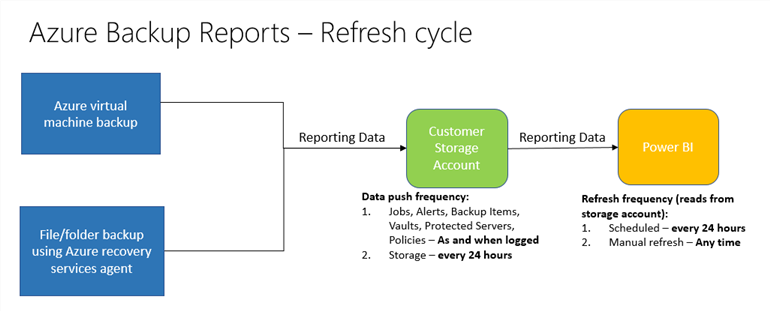 Azure Backup Reports – Refresh cycle
Azure virtual
machine backup
File/folder backup
using Azure recovery
services agent
Reporting Data
Customer
Storage
Account
Reporting Data
Power BI
Data push frequency:
1. Jobs, Alerts, Backup Items,
Vaults, Protected Servers,
Policies – As and when logged
2. Storage – every 24 hours
Refresh frequency (reads from
storage account):
1. Scheduled – every 24 hours
2. Manual refresh – Any time